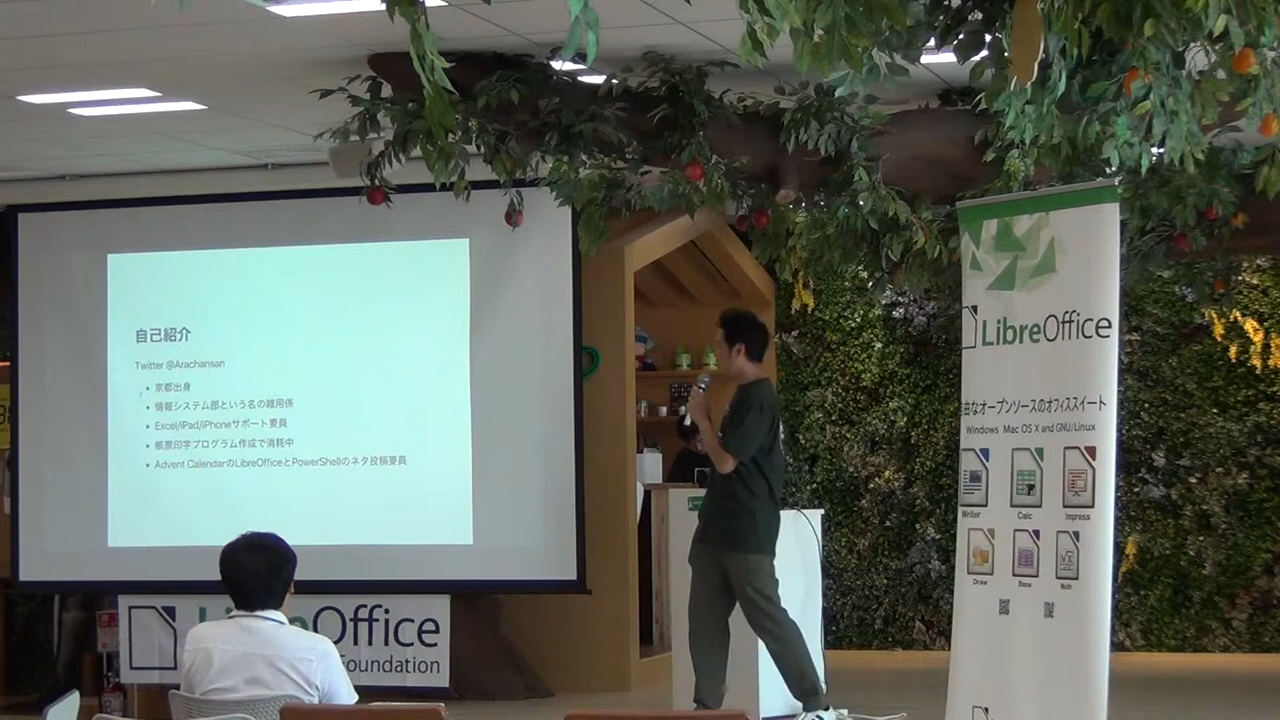 自己紹介
Twitter @Arachansan
京都出身
情報システム部という名の雑用係
Excel/iPad/iPhoneサポート要員
帳票印字プログラム作成で消耗中
Advent CalendarのLibreOfficeとPowerShellのネタ投稿要員
Office
Foundation
LibreOffice
由なオープンソースのオフィススイート
Windows Mac OS X and GNU/Linux
Writer Calc Impress
Draw Base Math
LibreOffice